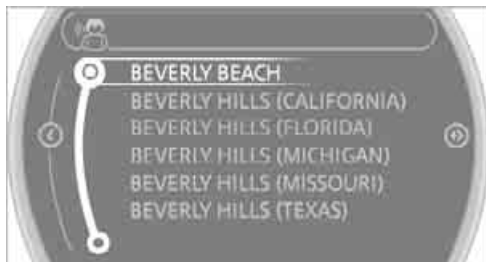 BEVERLY BEACH
BEVERLY HILLS (CALIFORNIA)
BEVERLY HILLS (FLORIDA)
BEVERLY HILLS (MICHIGAN)
BEVERLY HILLS (MISSOURI)
BEVERLY HILLS (TEXAS)